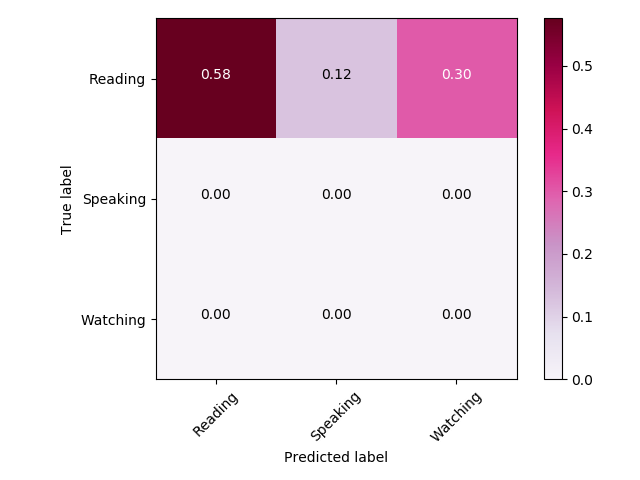 Reading 0.58 0.12 0.30
Speaking 0.00 0.00 0.00
Watching 0.00 0.00 0.00
Reading Speaking Watching
Predicted label
True label
0.5
0.4
0.3
0.2
0.1
0.0